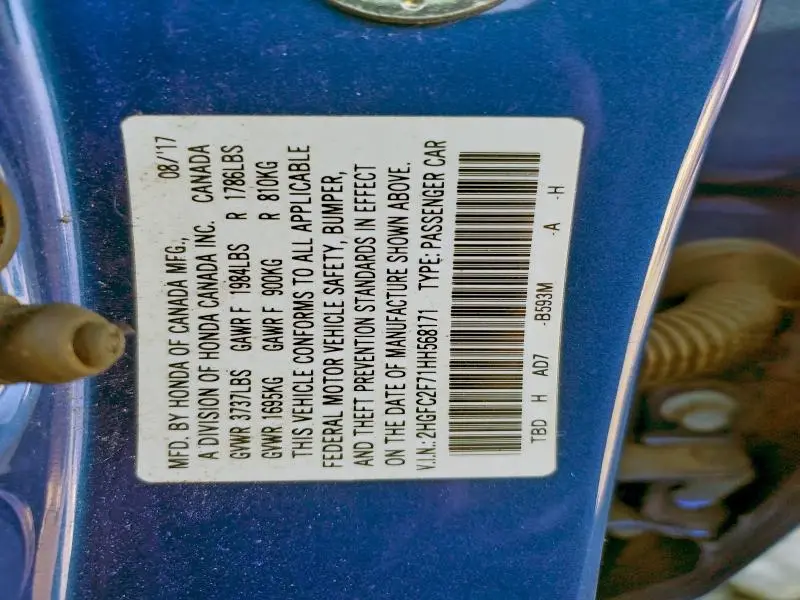 MFD. BY HONDA OF CANADA MFG., 08/'17
A DIVISION OF HONDA CANADA INC. CANADA
GVWR 3737LBS GAWR F 1984LBS R 1786LBS
GVWR 1695KG GAWR F 900KG R 810KG
THIS VEHICLE CONFORMS TO ALL APPLICABLE
FEDERAL MOTOR VEHICLE SAFETY, BUMPER,
AND THEFT PREVENTION STANDARDS IN EFFECT
ON THE DATE OF MANUFACTURE SHOWN ABOVE.
V.I.N.: 2HGFC2F71HH568171 TYPE: PASSENGER CAR
TBD H AD7 -B593M -A -H